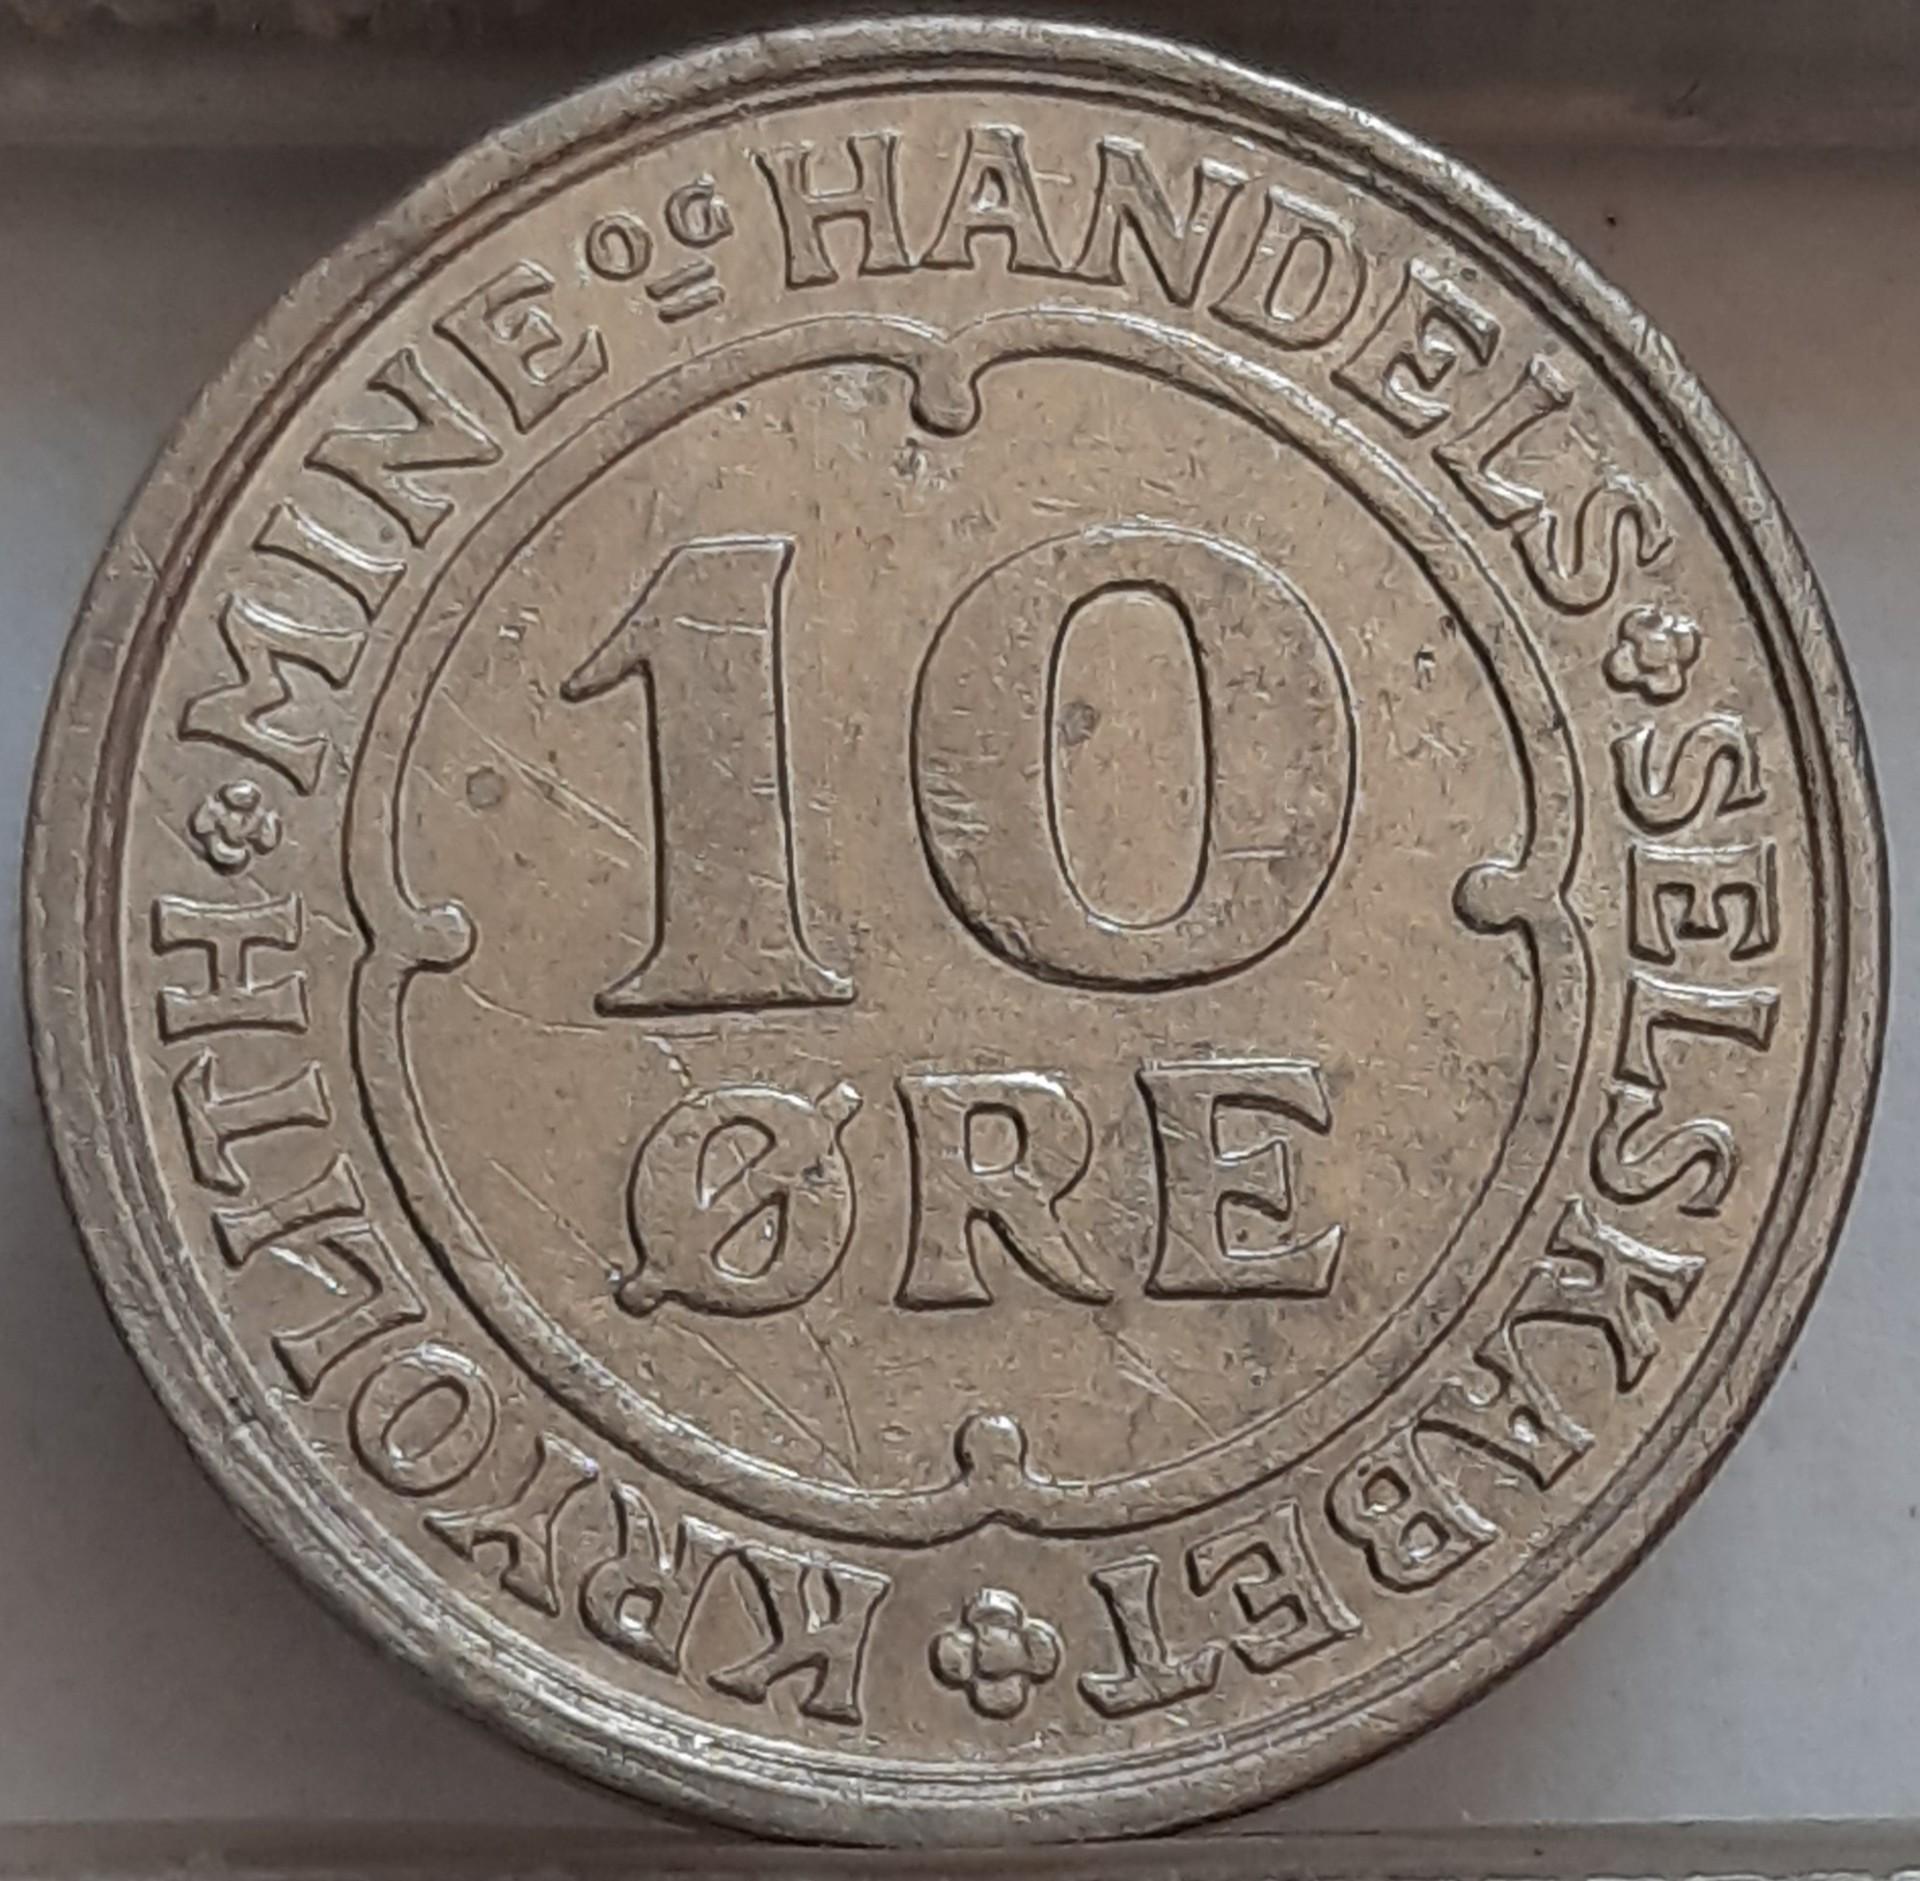 KRYOLITH MINE og HANDELS SELSKABET
10
ØRE